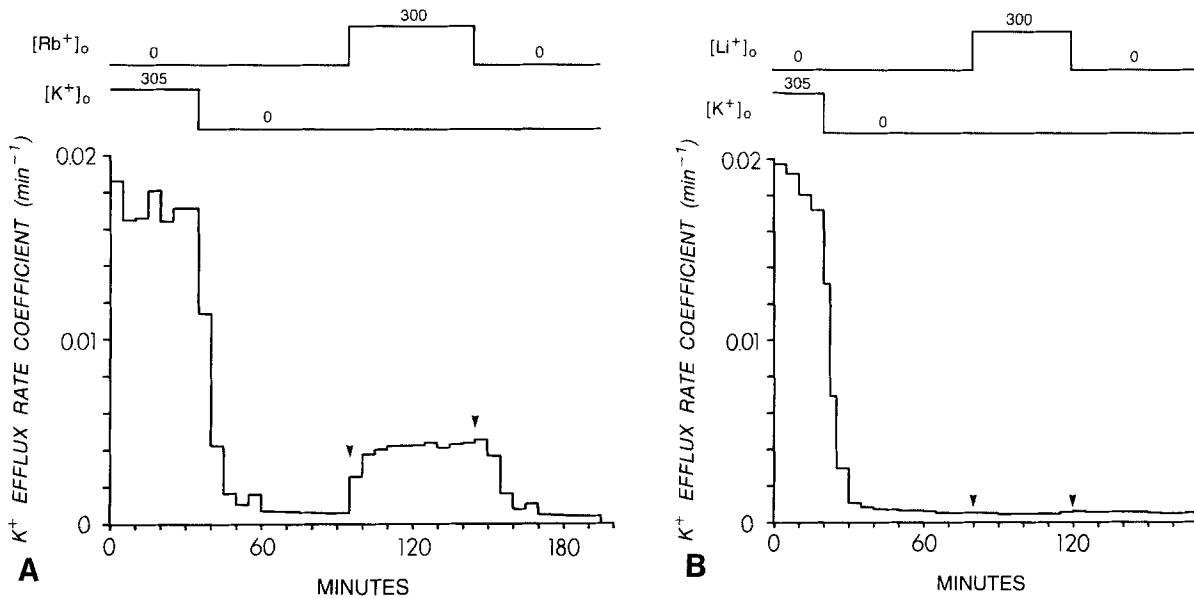 [Rb⁺]ₒ 0 300 0
[K⁺]ₒ 305 0
K⁺ EFFLUX RATE COEFFICIENT (min⁻¹)
0.02
0.01
0
0 60 120 180
MINUTES
A
[Li⁺]ₒ 0 300 0
[K⁺]ₒ 305 0
K⁺ EFFLUX RATE COEFFICIENT (min⁻¹)
0.02
0.01
0
0 60 120
MINUTES
B